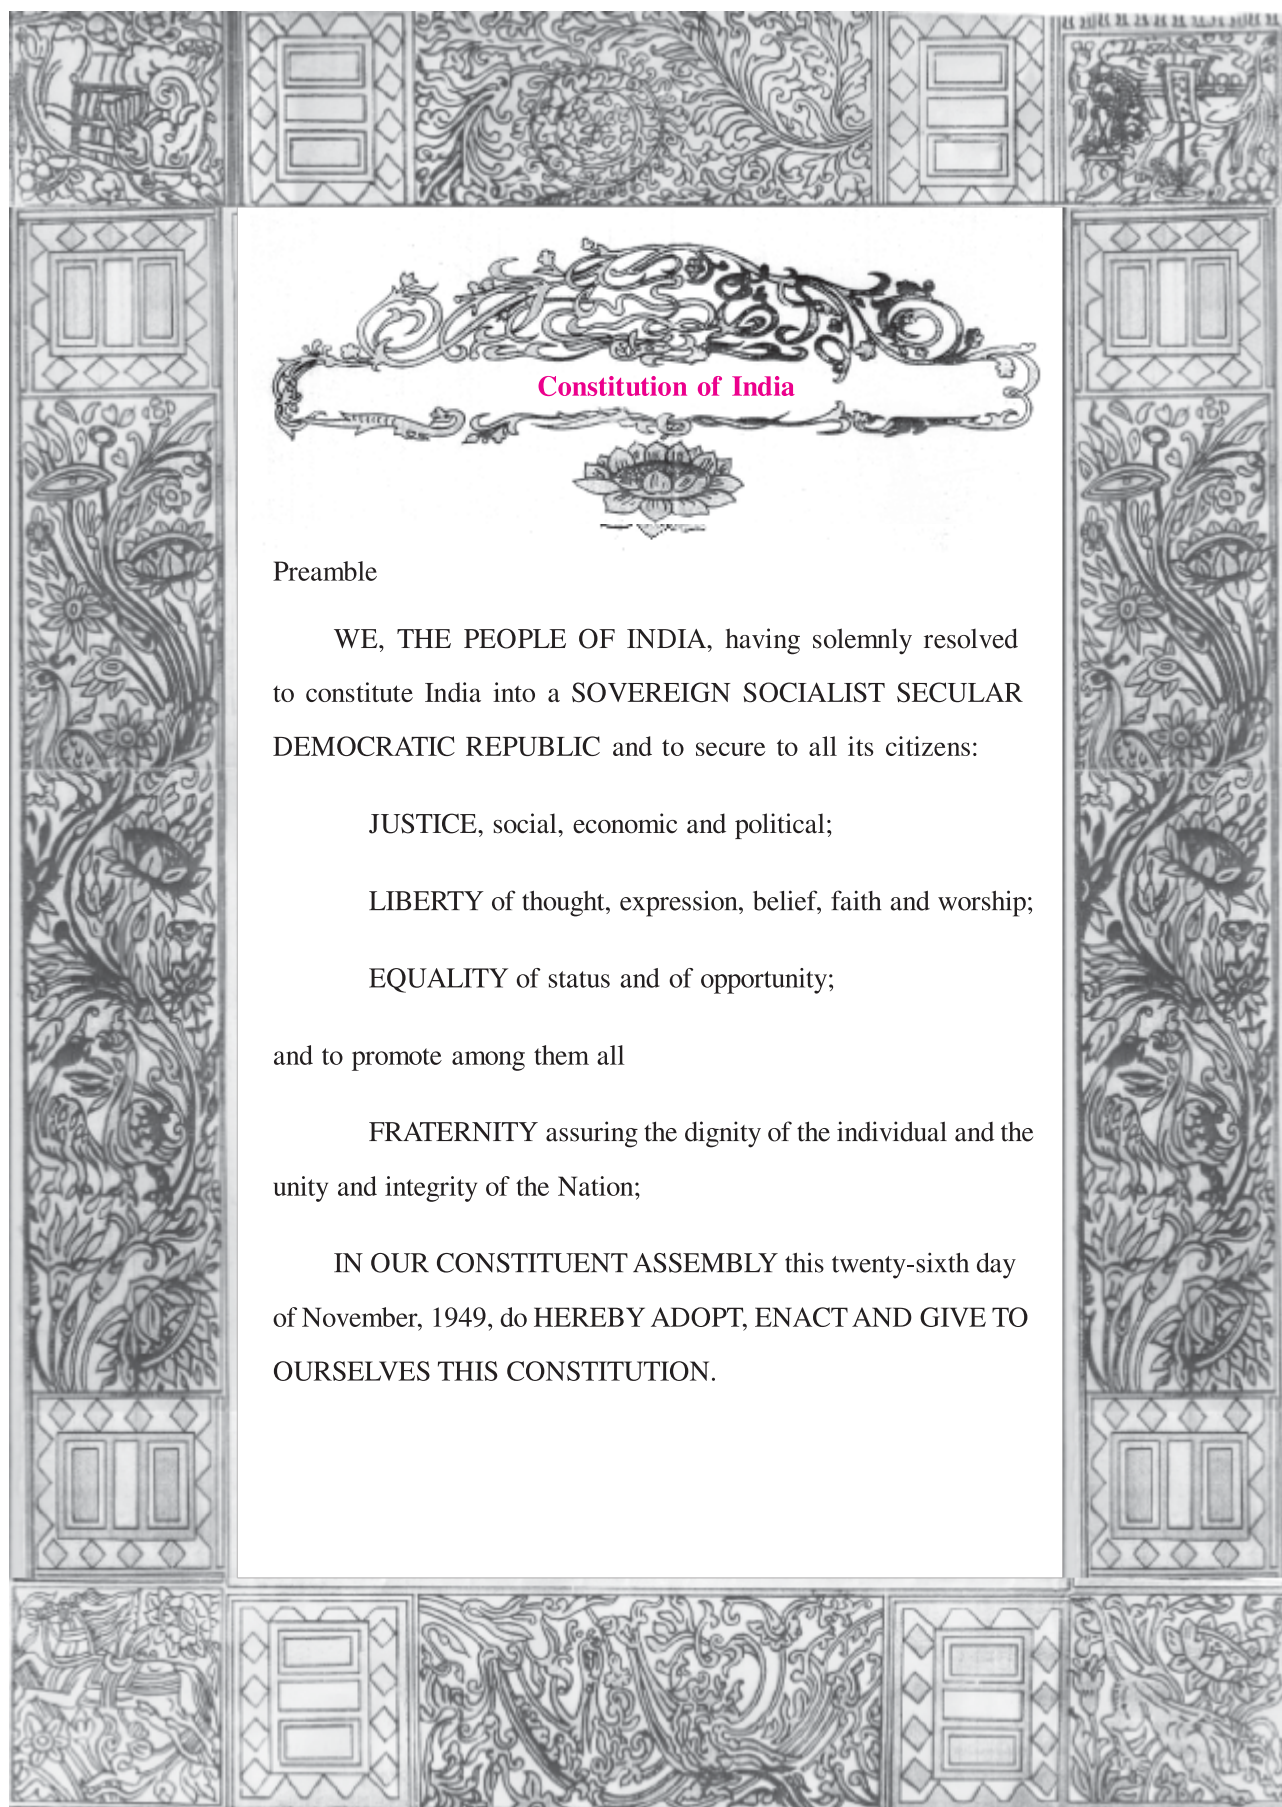 Constitution of India
Preamble
WE, THE PEOPLE OF INDIA, having solemnly resolved
to constitute India into a SOVEREIGN SOCIALIST SECULAR
DEMOCRATIC REPUBLIC and to secure to all its citizens:
JUSTICE, social, economic and political;
LIBERTY of thought, expression, belief, faith and worship;
EQUALITY of status and of opportunity;
and to promote among them all
FRATERNITY assuring the dignity of the individual and the
unity and integrity of the Nation;
IN OUR CONSTITUENT ASSEMBLY this twenty-sixth day
of November, 1949, do HEREBY ADOPT, ENACT AND GIVE TO
OURSELVES THIS CONSTITUTION.